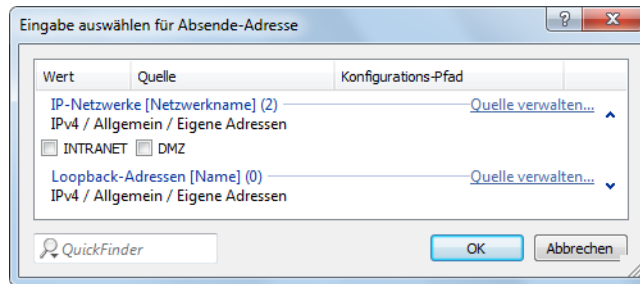 Eingabe auswählen für Absende-Adresse
Wert Quelle Konfigurations-Pfad
IP-Netzwerke [Netzwerkname] (2) Quelle verwalten...
IPv4 / Allgemein / Eigene Adressen
INTRANET DMZ
Loopback-Adressen [Name] (0) Quelle verwalten...
IPv4 / Allgemein / Eigene Adressen
QuickFinder OK Abbrechen